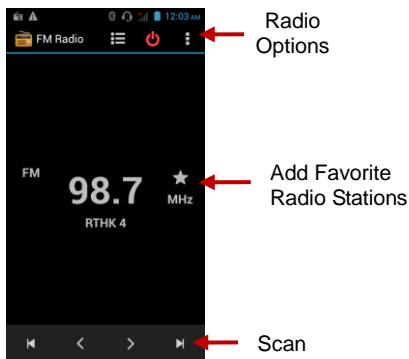 12:03 AM
FM Radio
Radio
Options
FM
98.7
MHz
RTHK 4
Add Favorite
Radio Stations
Scan